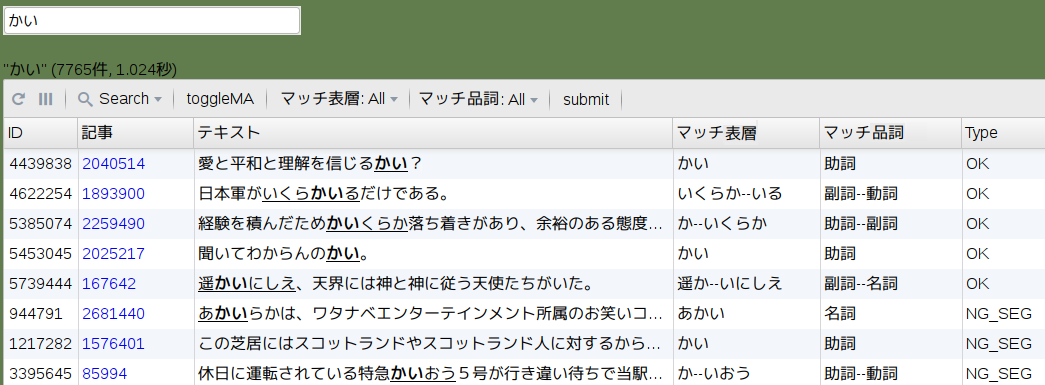 かい
"かい" (7765件, 1.024秒)
Search toggleMA マッチ表層: All マッチ品詞: All submit
ID 記事 テキスト マッチ表層 マッチ品詞 Type
4439838 2040514 愛と平和と理解を信じるかい？ かい 助詞 OK
4622254 1893900 日本軍がいくらかいるだけである。 いくらか--いる 副詞--動詞 OK
5385074 2259490 経験を積んだためかいくらか落ち着きがあり、余裕のある態度... か--いくらか 助詞--副詞 OK
5453045 2025217 聞いてわからんのかい。 かい 助詞 OK
5739444 167642 遥かいにしえ、天界には神と神に従う天使たちがいた。 遥か--いにしえ 副詞--名詞 OK
944791 2681440 あかいらかは、ワタナベエンターテインメント所属のお笑いコ... あかい 名詞 NG_SEG
1217282 1576401 この芝居にはスコットランドやスコットランド人に対するから... かい 助詞 NG_SEG
3395645 85994 休日に運転されている特急かいおう５号が行き違い待ちで当駅... か--いおう 助詞--動詞 NG_SEG